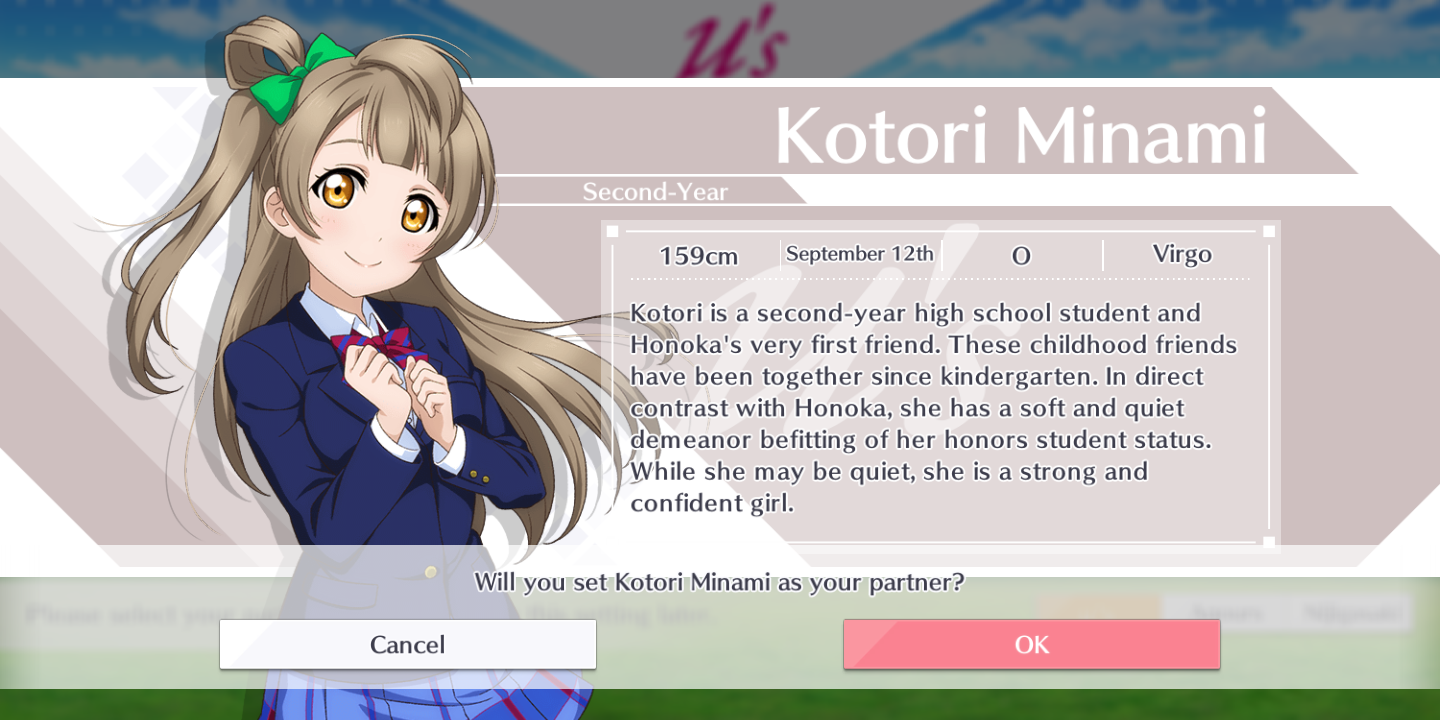 μ's
Kotori Minami
Second-Year
159cm
September 12th
O
Virgo
Kotori is a second-year high school student and
Honoka's very first friend. These childhood friends
have been together since kindergarten. In direct
contrast with Honoka, she has a soft and quiet
demeanor befitting of her honors student status.
While she may be quiet, she is a strong and
confident girl.
Will you set Kotori Minami as your partner?
Please select your
this setting later.
Aqours
Nijigasaki
Cancel
OK